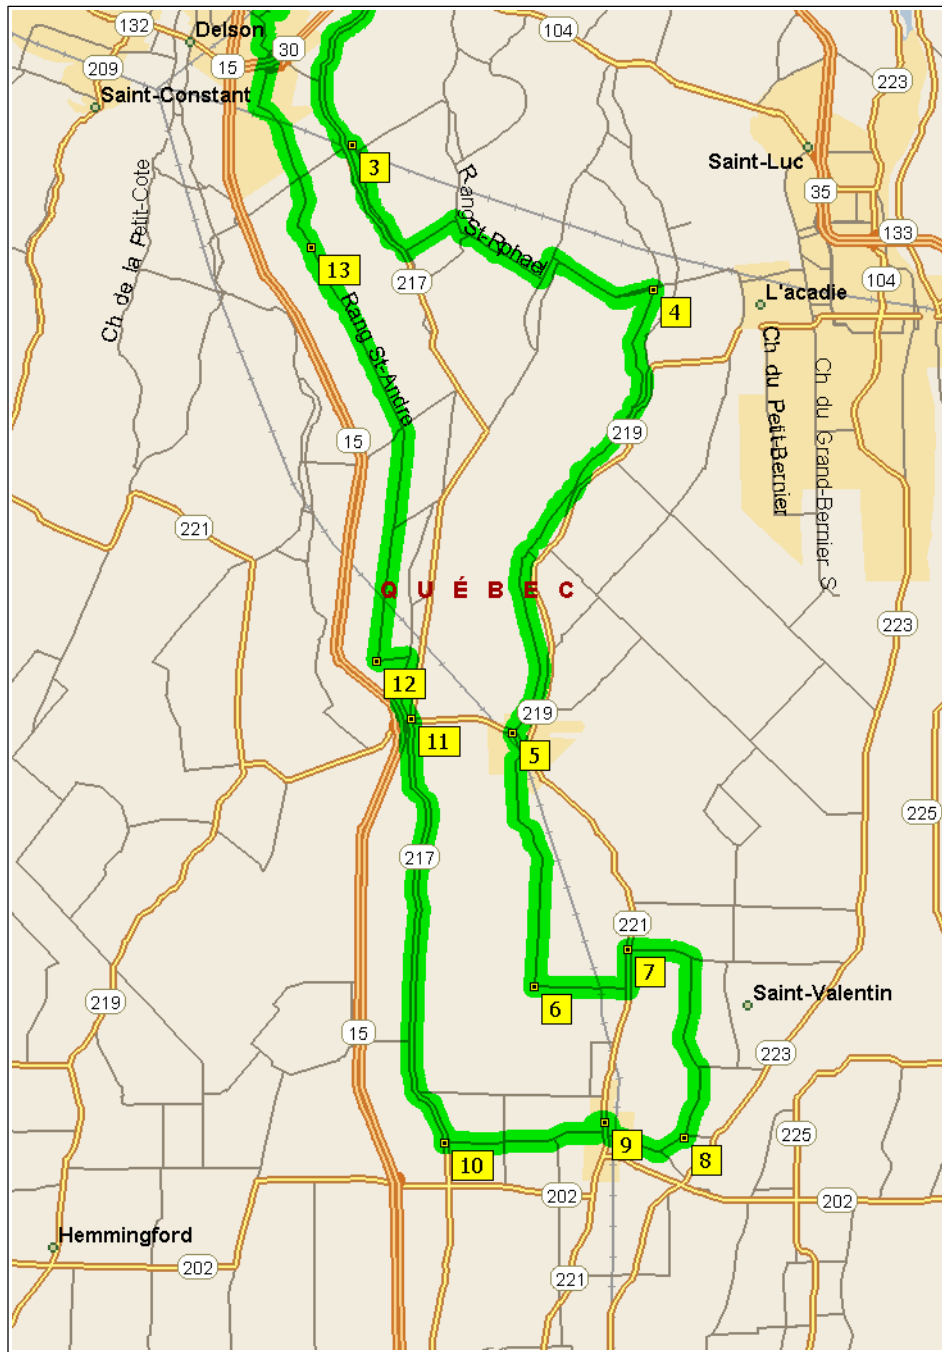 132
Delson
30
104
15
209
223
Saint-Constant
3
Saint-Luc
35
Rang
St-Rphael
Ch de la Petit-Cote
133
13
217
104
L'acadie
4
Rang St-Andre
Ch du Petit-Bernier
Ch du Grand-Bernier S
219
15
221
QUÉBEC
223
12
219
11
5
225
217
221
7
6
Saint-Valentin
219
15
223
225
9
8
10
202
202
Hemmingford
202
221